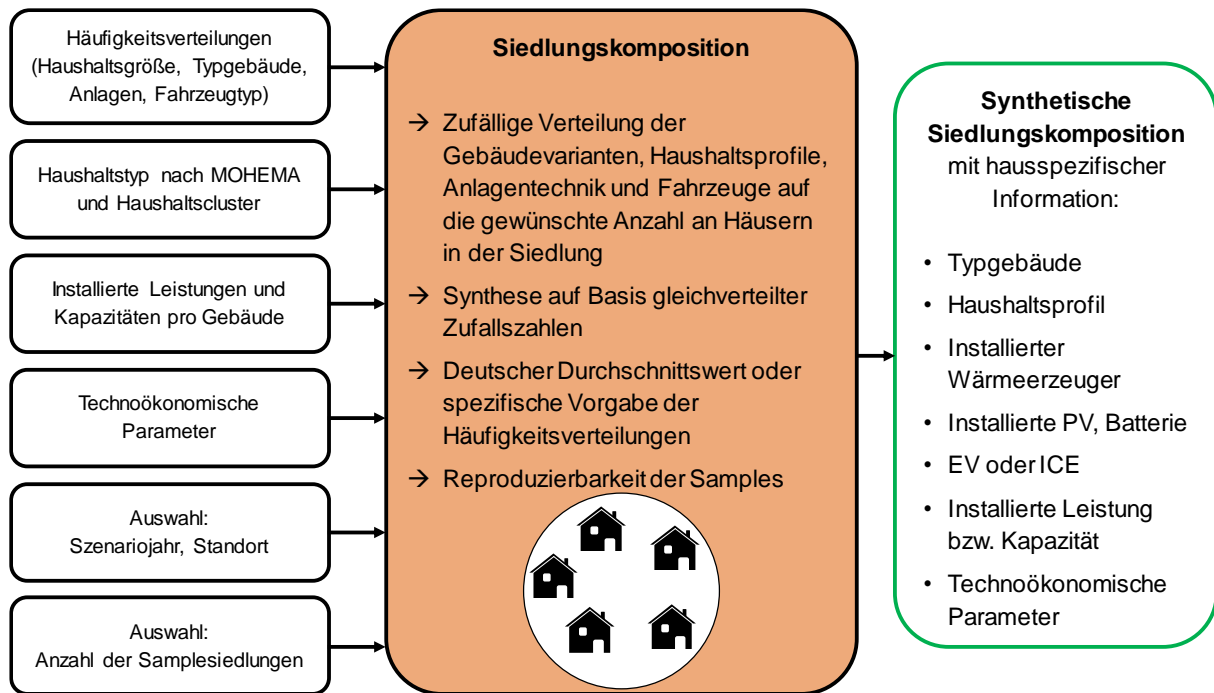 Häufigkeitsverteilungen
(Haushaltsgröße, Typgebäude,
Anlagen, Fahrzeugtyp)
Haushaltstyp nach MOHEMA
und Haushaltscluster
Installierte Leistungen und
Kapazitäten pro Gebäude
Technoökonomische
Parameter
Auswahl:
Szenariojahr, Standort
Auswahl:
Anzahl der Samplesiedlungen
Siedlungskomposition
→ Zufällige Verteilung der
Gebäudevarianten, Haushaltsprofile,
Anlagentechnik und Fahrzeuge auf
die gewünschte Anzahl an Häusern
in der Siedlung
→ Synthese auf Basis gleichverteilter
Zufallszahlen
→ Deutscher Durchschnittswert oder
spezifische Vorgabe der
Häufigkeitsverteilungen
→ Reproduzierbarkeit der Samples
Synthetische
Siedlungskomposition
mit hausspezifischer
Information:
• Typgebäude
• Haushaltsprofil
• Installierter
Wärmeerzeuger
• Installierte PV, Batterie
• EV oder ICE
• Installierte Leistung
bzw. Kapazität
• Technoökonomische
Parameter